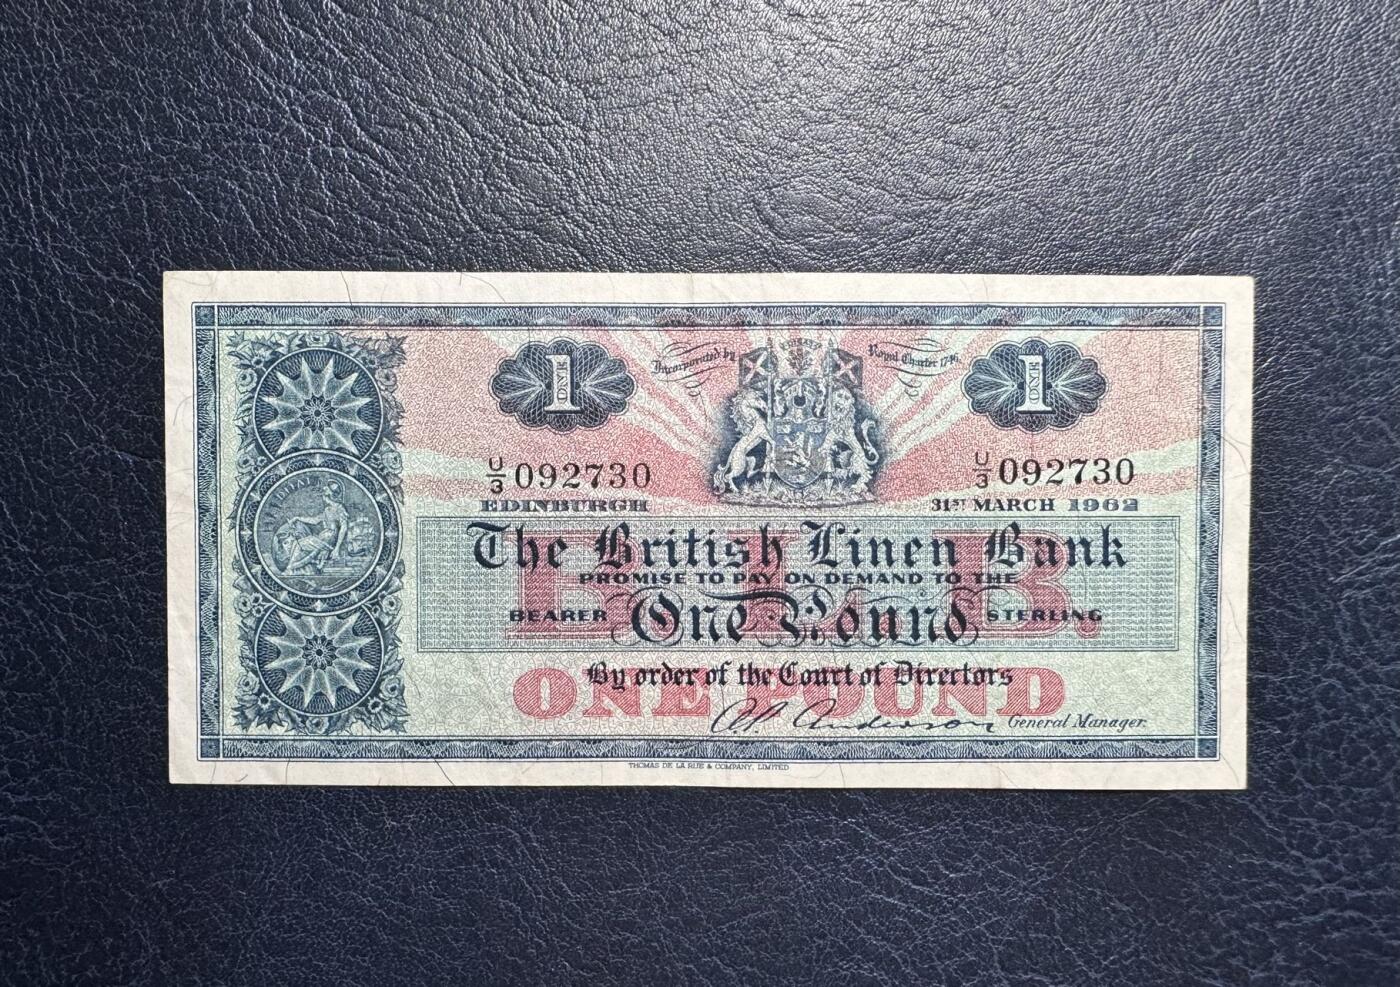 Incorporated by Royal Charter 1746
1 ONE
1 ONE
U/3 092730
U/3 092730
EDINBURGH
31ST MARCH 1962
The British Linen Bank
PROMISE TO PAY ON DEMAND TO THE
BEARER One Pound STERLING
B.L.B.
By order of the Court of Directors
ONE POUND
A.P. Anderson General Manager.
THOMAS DE LA RUE & COMPANY, LIMITED